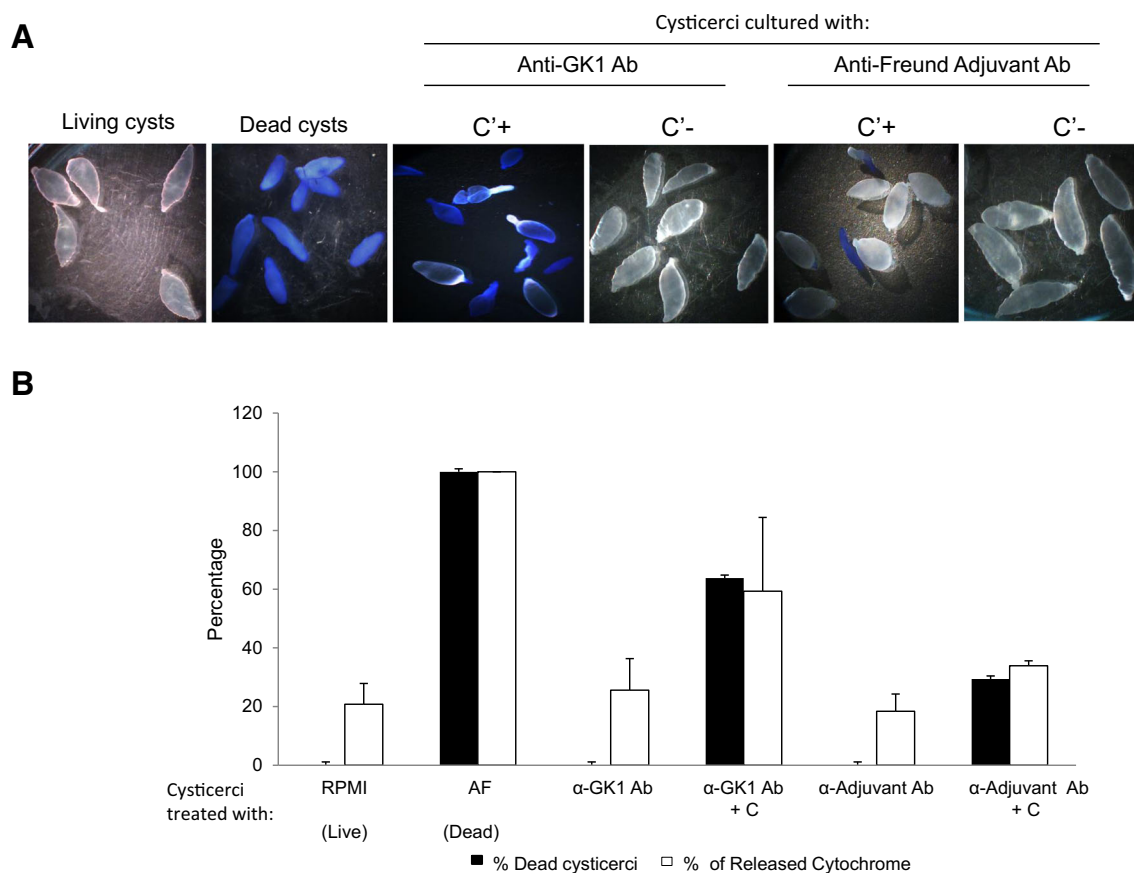 A
Cysticerci cultured with:
Anti-GK1 Ab
Anti-Freund Adjuvant Ab
Living cysts
Dead cysts
C’+
C’-
C’+
C’-
B
120
100
80
60
40
20
0
Percentage
Cysticerci treated with:
RPMI
(Live)
AF
(Dead)
α-GK1 Ab
α-GK1 Ab
+ C
α-Adjuvant Ab
α-Adjuvant Ab
+ C
% Dead cysticerci
% of Released Cytochrome